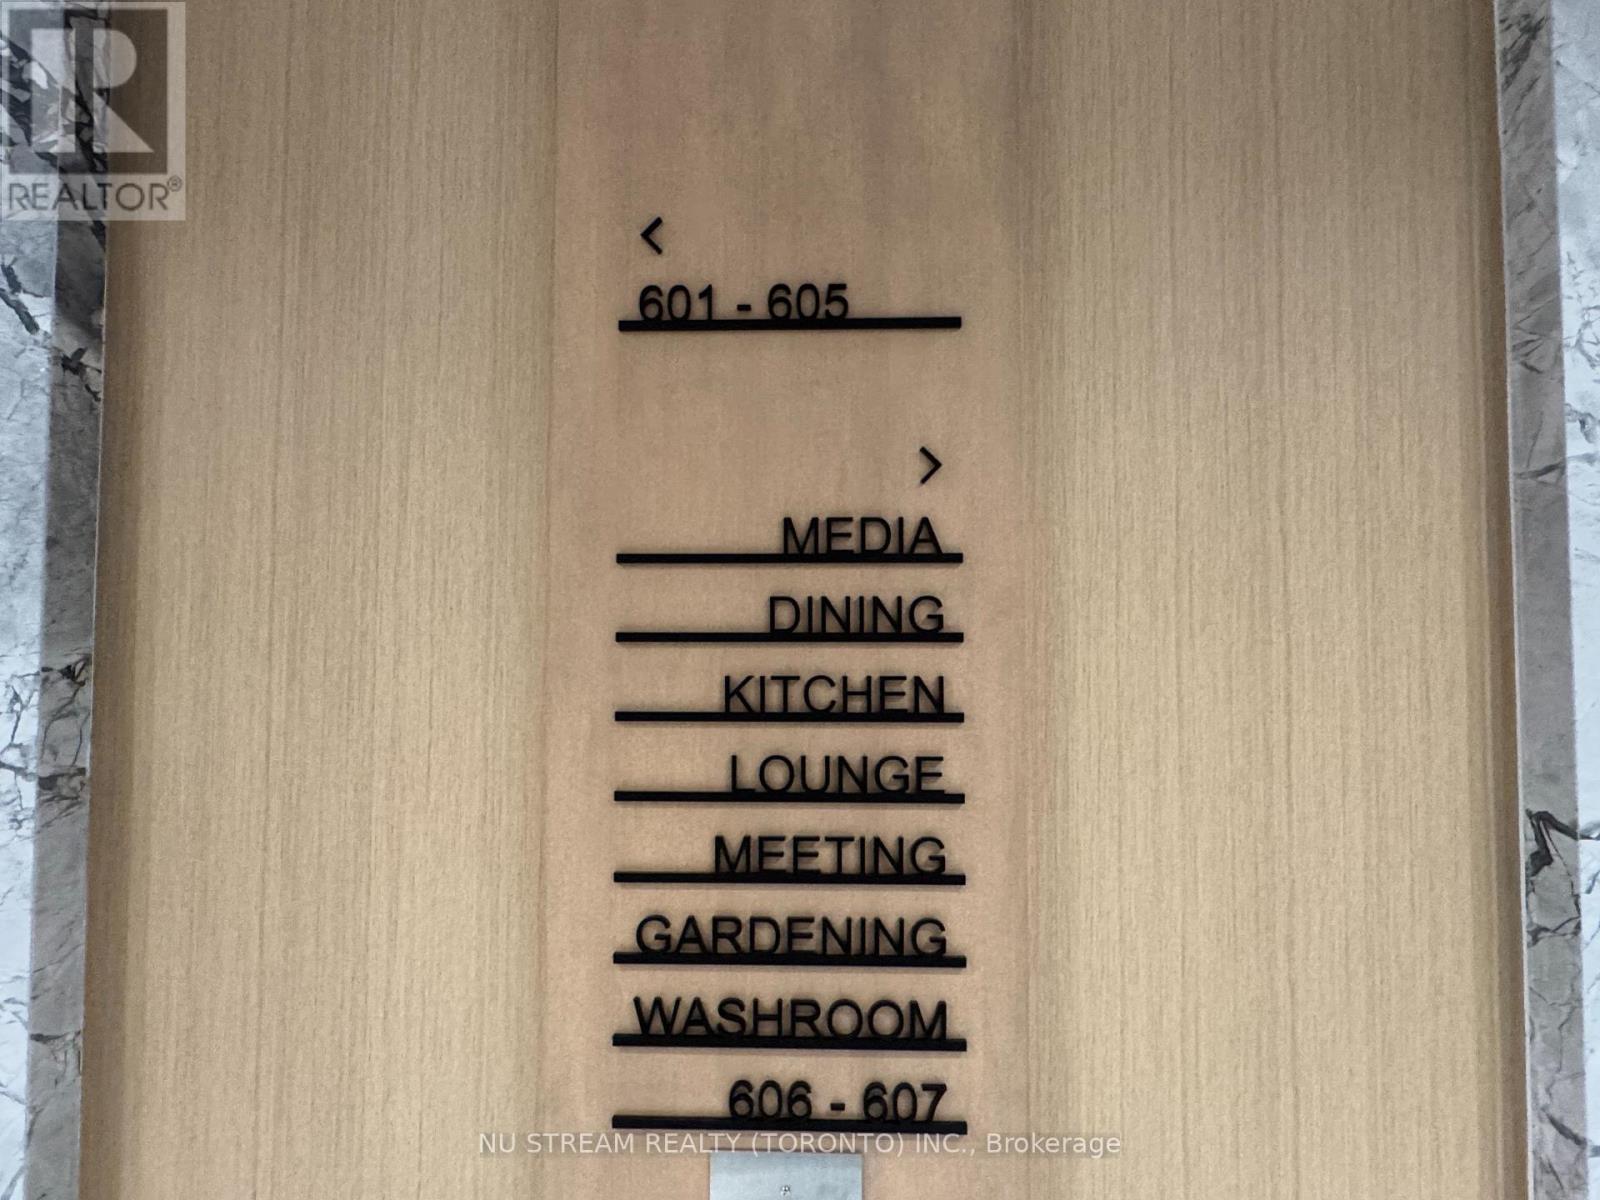 REALTOR®
<
601 - 605
>
MEDIA
DINING
KITCHEN
LOUNGE
MEETING
GARDENING
WASHROOM
606 - 607
NU STREAM REALTY (TORONTO) INC., Brokerage